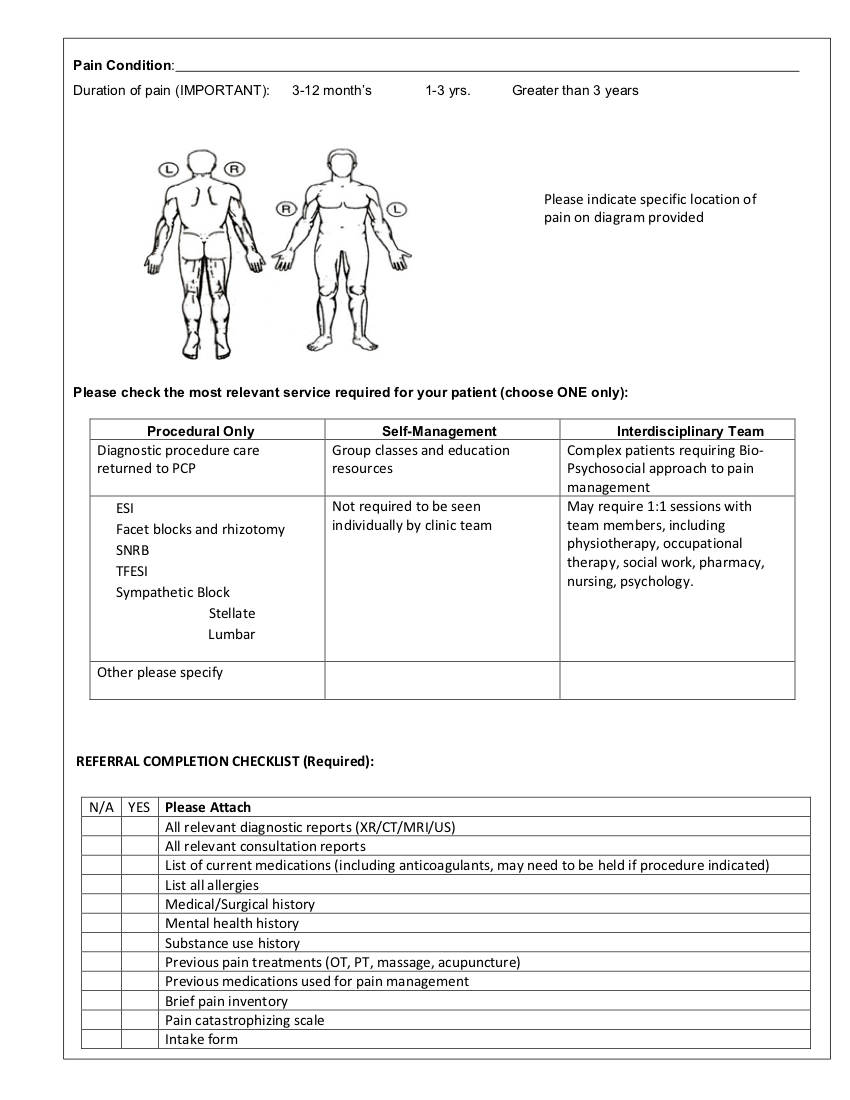 Pain Condition:
Duration of pain (IMPORTANT): 3-12 month's 1-3 yrs. Greater than 3 years
L R
R L
Please indicate specific location of
pain on diagram provided
Please check the most relevant service required for your patient (choose ONE only):
Procedural Only Self-Management Interdisciplinary Team
Diagnostic procedure care
returned to PCP
Group classes and education
resources
Complex patients requiring Bio-
Psychosocial approach to pain
management
ESI
Facet blocks and rhizotomy
SNRB
TFESI
Sympathetic Block
Stellate
Lumbar
Not required to be seen
individually by clinic team
May require 1:1 sessions with
team members, including
physiotherapy, occupational
therapy, social work, pharmacy,
nursing, psychology.
Other please specify
REFERRAL COMPLETION CHECKLIST (Required):
N/A YES Please Attach
All relevant diagnostic reports (XR/CT/MRI/US)
All relevant consultation reports
List of current medications (including anticoagulants, may need to be held if procedure indicated)
List all allergies
Medical/Surgical history
Mental health history
Substance use history
Previous pain treatments (OT, PT, massage, acupuncture)
Previous medications used for pain management
Brief pain inventory
Pain catastrophizing scale
Intake form